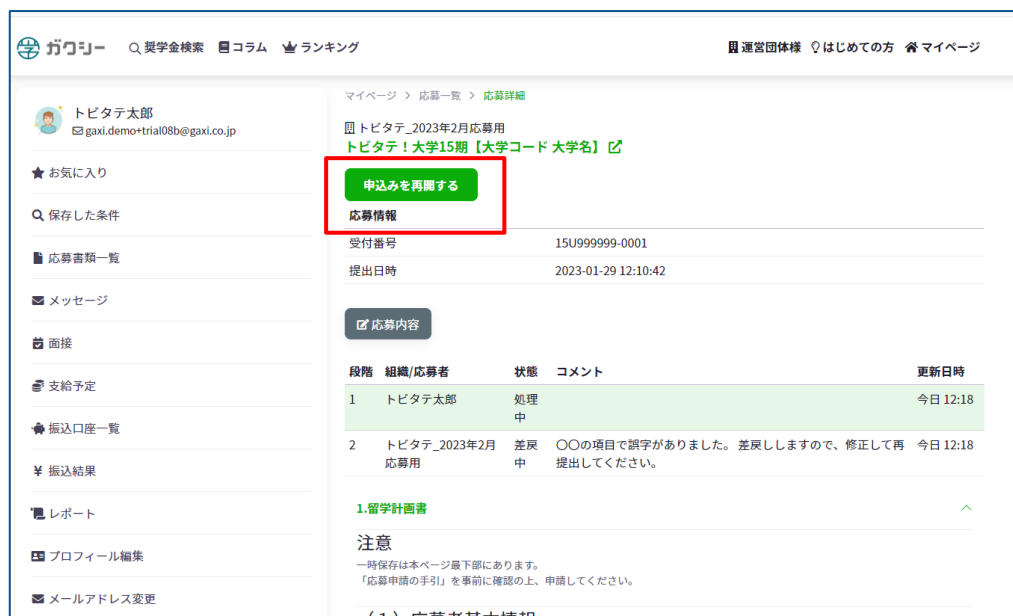 ガクシー 奨学金検索 コラム ランキング 運営団体様 はじめての方 マイページ
トビタテ太郎
gaxi.demo+trial08b@gaxi.co.jp
お気に入り
保存した条件
応募書類一覧
メッセージ
面接
支給予定
振込口座一覧
振込結果
レポート
プロフィール編集
メールアドレス変更
マイページ > 応募一覧 > 応募詳細
トビタテ_2023年2月応募用
トビタテ！大学15期【大学コード 大学名】
申込みを再開する
応募情報
受付番号 15U999999-0001
提出日時 2023-01-29 12:10:42
応募内容
段階 組織/応募者 状態 コメント 更新日時
1 トビタテ太郎 処理 今日 12:18
中
2 トビタテ_2023年2月 差戻 〇〇の項目で誤字がありました。 差戻ししますので、修正して再 今日 12:18
応募用 中 提出してください。
1.留学計画書
注意
一時保存は本ページ最下部にあります。
「応募申請の手引」を事前に確認の上、申請してください。
（１）応募者基本情報